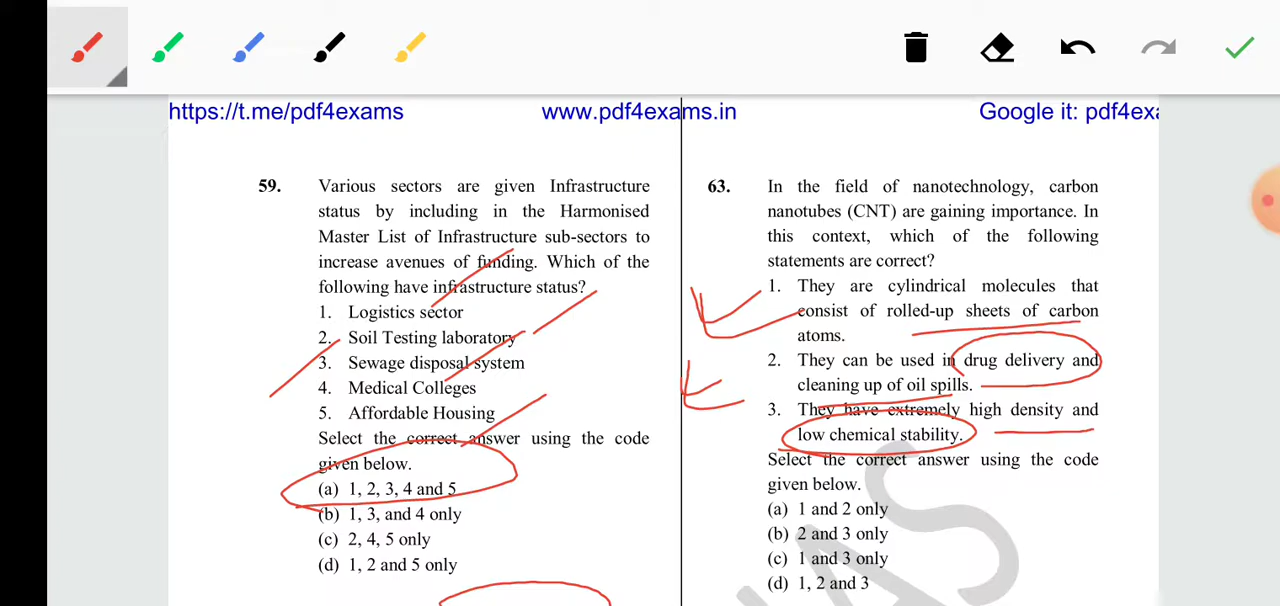 https://t.me/pdf4exams
www.pdf4exams.in
Google it: pdf4exa
59. Various sectors are given Infrastructure
status by including in the Harmonised
Master List of Infrastructure sub-sectors to
increase avenues of funding. Which of the
following have infrastructure status?
1. Logistics sector
2. Soil Testing laboratory
3. Sewage disposal system
4. Medical Colleges
5. Affordable Housing
Select the correct answer using the code
given below.
(a) 1, 2, 3, 4 and 5
(b) 1, 3, and 4 only
(c) 2, 4, 5 only
(d) 1, 2 and 5 only
63. In the field of nanotechnology, carbon
nanotubes (CNT) are gaining importance. In
this context, which of the following
statements are correct?
1. They are cylindrical molecules that
consist of rolled-up sheets of carbon
atoms.
2. They can be used in drug delivery and
cleaning up of oil spills.
3. They have extremely high density and
low chemical stability.
Select the correct answer using the code
given below.
(a) 1 and 2 only
(b) 2 and 3 only
(c) 1 and 3 only
(d) 1, 2 and 3